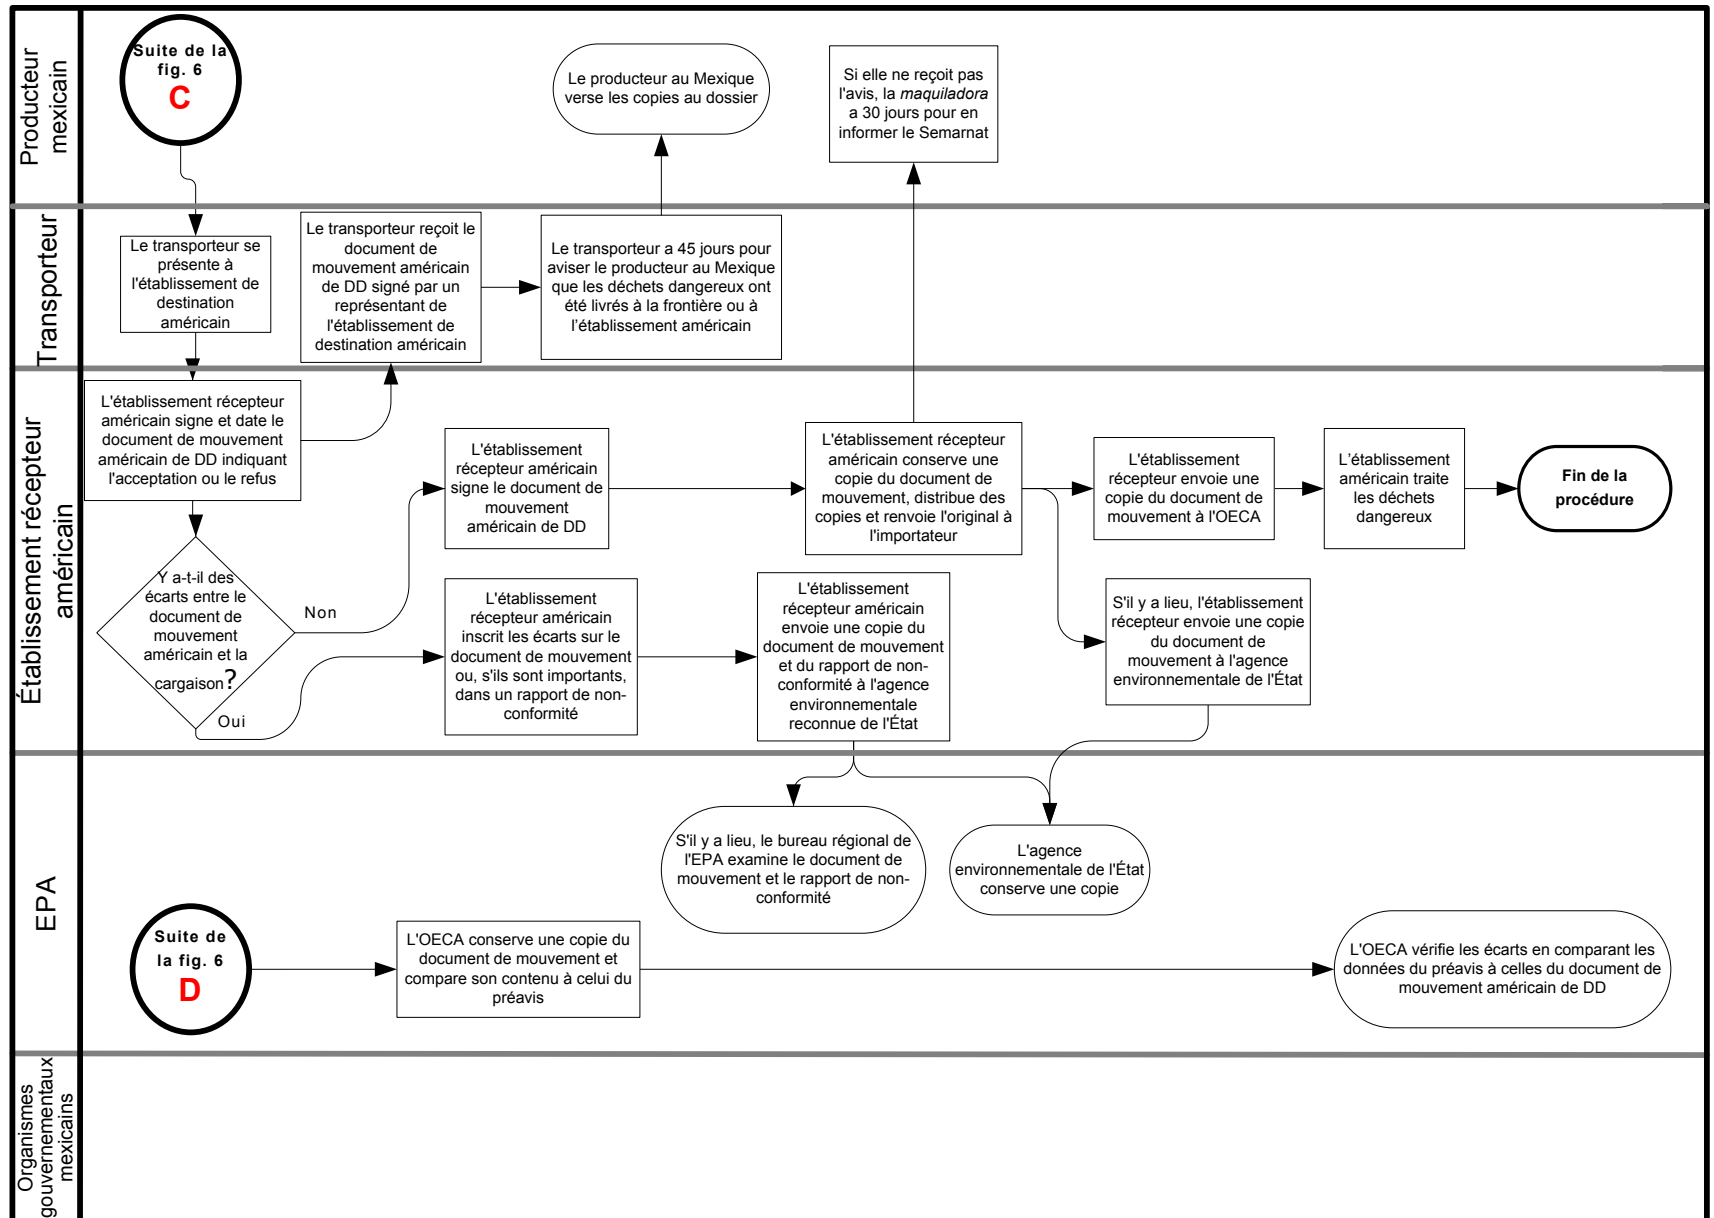 Producteur
mexicain
Suite de la
fig. 6
C
Le producteur au Mexique
verse les copies au dossier
Si elle ne reçoit pas
l'avis, la maquiladora
a 30 jours pour en
informer le Semarnat
Transporteur
Le transporteur se
présente à
l'établissement de
destination
américain
Le transporteur reçoit le
document de
mouvement américain
de DD signé par un
représentant de
l'établissement de
destination américain
Le transporteur a 45 jours pour
aviser le producteur au Mexique
que les déchets dangereux ont
été livrés à la frontière ou à
l’établissement américain
Établissement récepteur
américain
L'établissement récepteur
américain signe et date le
document de mouvement
américain de DD indiquant
l'acceptation ou le refus
Y a-t-il des
écarts entre le
document de
mouvement
américain et la
cargaison?
Non
Oui
L'établissement
récepteur américain
signe le document de
mouvement
américain de DD
L'établissement récepteur
américain conserve une
copie du document de
mouvement, distribue des
copies et renvoie l'original à
l'importateur
L'établissement
récepteur envoie une
copie du document de
mouvement à l'OECA
L’établissement
américain traite
les déchets
dangereux
Fin de la
procédure
L'établissement
récepteur américain
inscrit les écarts sur le
document de mouvement
ou, s'ils sont importants,
dans un rapport de non-
conformité
L'établissement
récepteur américain
envoie une copie du
document de mouvement
et du rapport de non-
conformité à l'agence
environnementale
reconnue de l'État
S'il y a lieu, l'établissement
récepteur envoie une copie
du document de
mouvement à l'agence
environnementale de l'État
EPA
S'il y a lieu, le bureau régional de
l'EPA examine le document de
mouvement et le rapport de non-
conformité
L'agence
environnementale de l'État
conserve une copie
Suite de
la fig. 6
D
L'OECA conserve une copie du
document de mouvement et
compare son contenu à celui du
préavis
L'OECA vérifie les écarts en comparant les
données du préavis à celles du document de
mouvement américain de DD
Organismes
gouvernementaux
mexicains